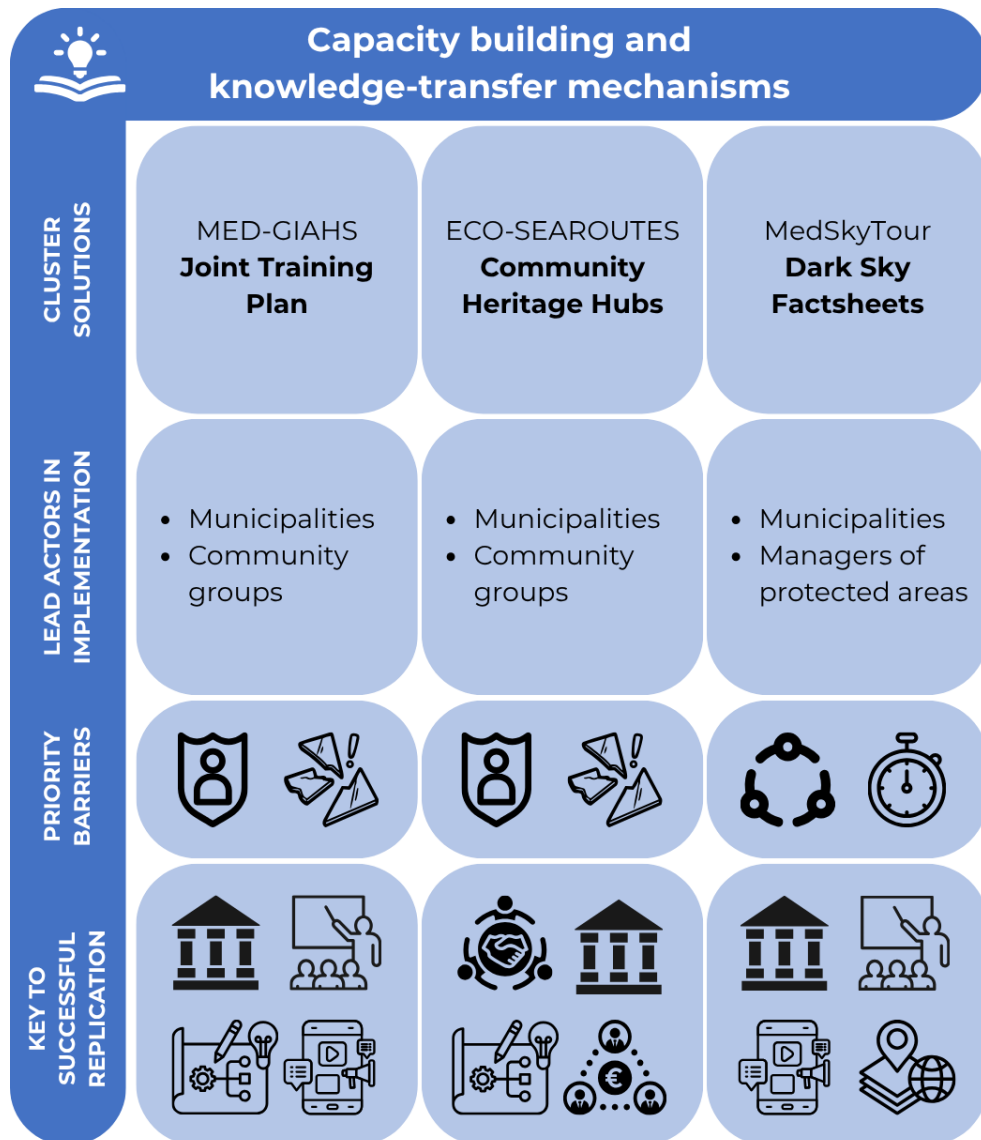 Capacity building and
knowledge-transfer mechanisms
CLUSTER
SOLUTIONS
MED-GIAHS
Joint Training
Plan
ECO-SEAROUTES
Community
Heritage Hubs
MedSkyTour
Dark Sky
Factsheets
LEAD ACTORS IN
IMPLEMENTATION
• Municipalities
• Community
groups
• Municipalities
• Community
groups
• Municipalities
• Managers of
protected areas
PRIORITY
BARRIERS
KEY TO
SUCCESSFUL
REPLICATION
€